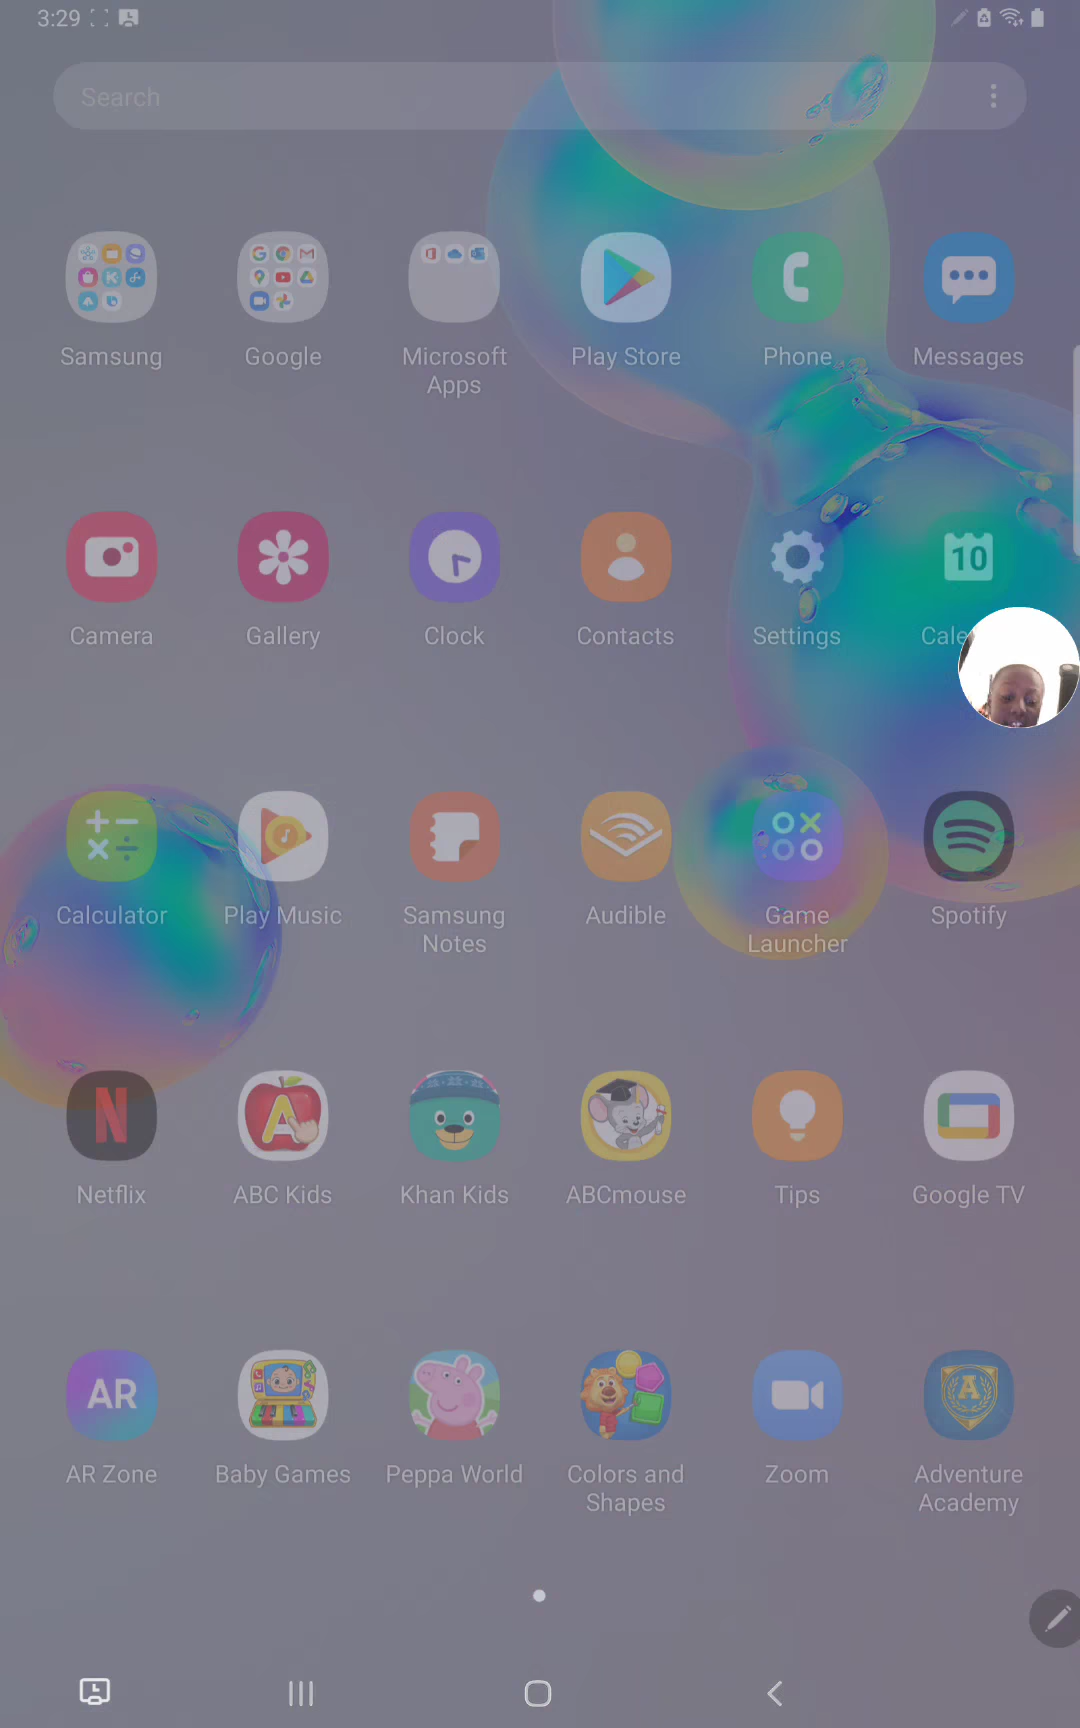 3:29
Search
Samsung
Google
Microsoft
Apps
Play Store
Phone
Messages
10
Camera
Gallery
Clock
Contacts
Settings
Cale
Calculator
Play Music
Samsung
Notes
Audible
Game
Launcher
Spotify
N
A
Netflix
ABC Kids
Khan Kids
ABCmouse
Tips
Google TV
AR
A
AR Zone
Baby Games
Peppa World
Colors and
Shapes
Zoom
Adventure
Academy